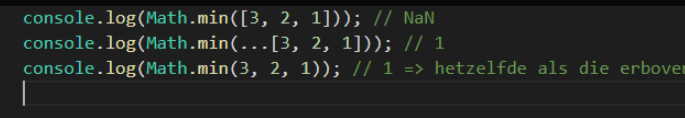 console.log(Math.min([3, 2, 1])); // NaN
console.log(Math.min(...[3, 2, 1])); // 1
console.log(Math.min(3, 2, 1)); // 1 => hetzelfde als die